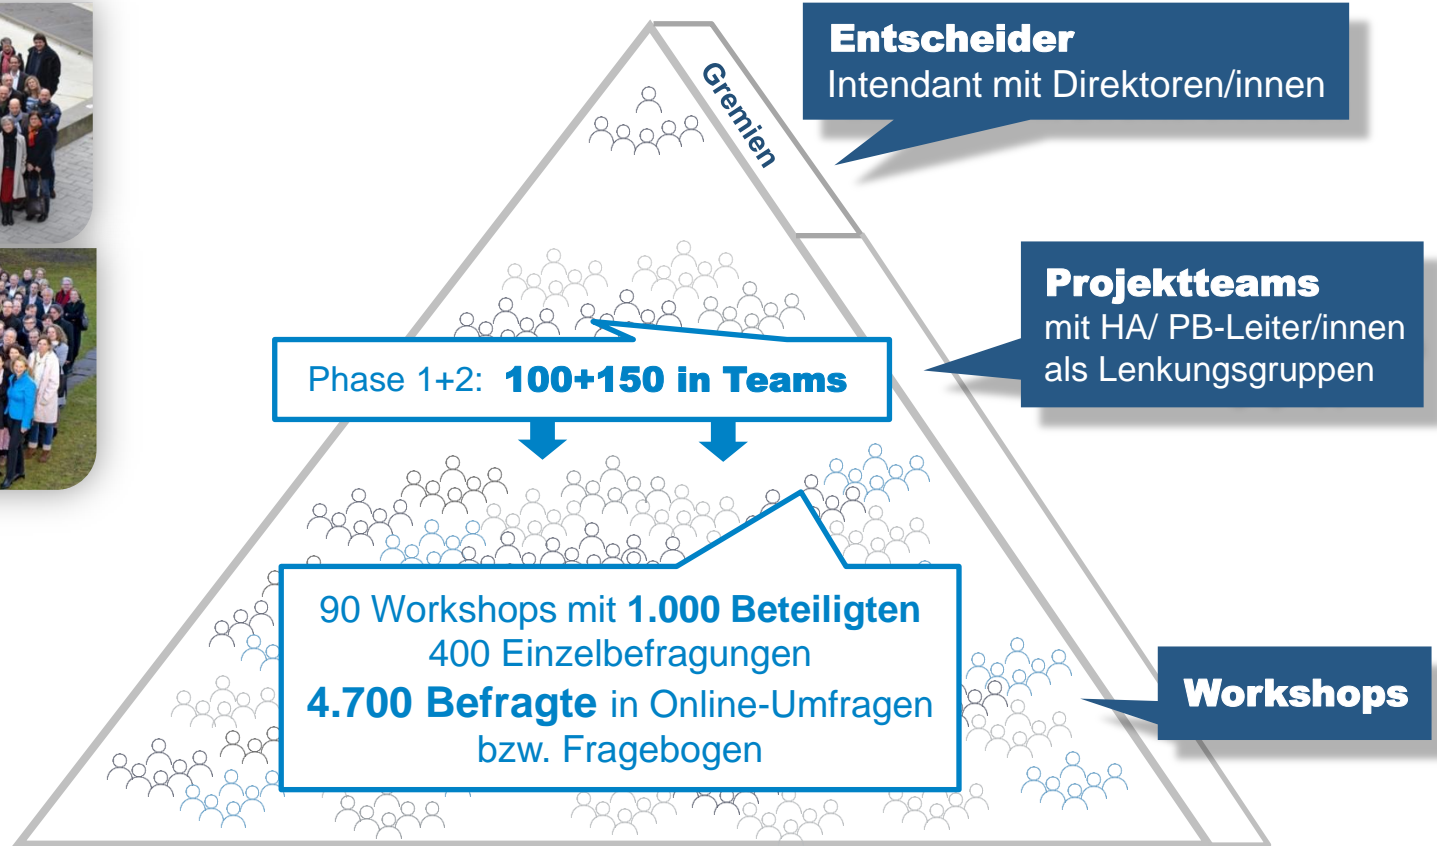 Entscheider
Intendant mit Direktoren/innen
Gremien
Projektteams
mit HA/ PB-Leiter/innen
als Lenkungsgruppen
Phase 1+2: 100+150 in Teams
90 Workshops mit 1.000 Beteiligten
400 Einzelbefragungen
4.700 Befragte in Online-Umfragen
bzw. Fragebogen
Workshops